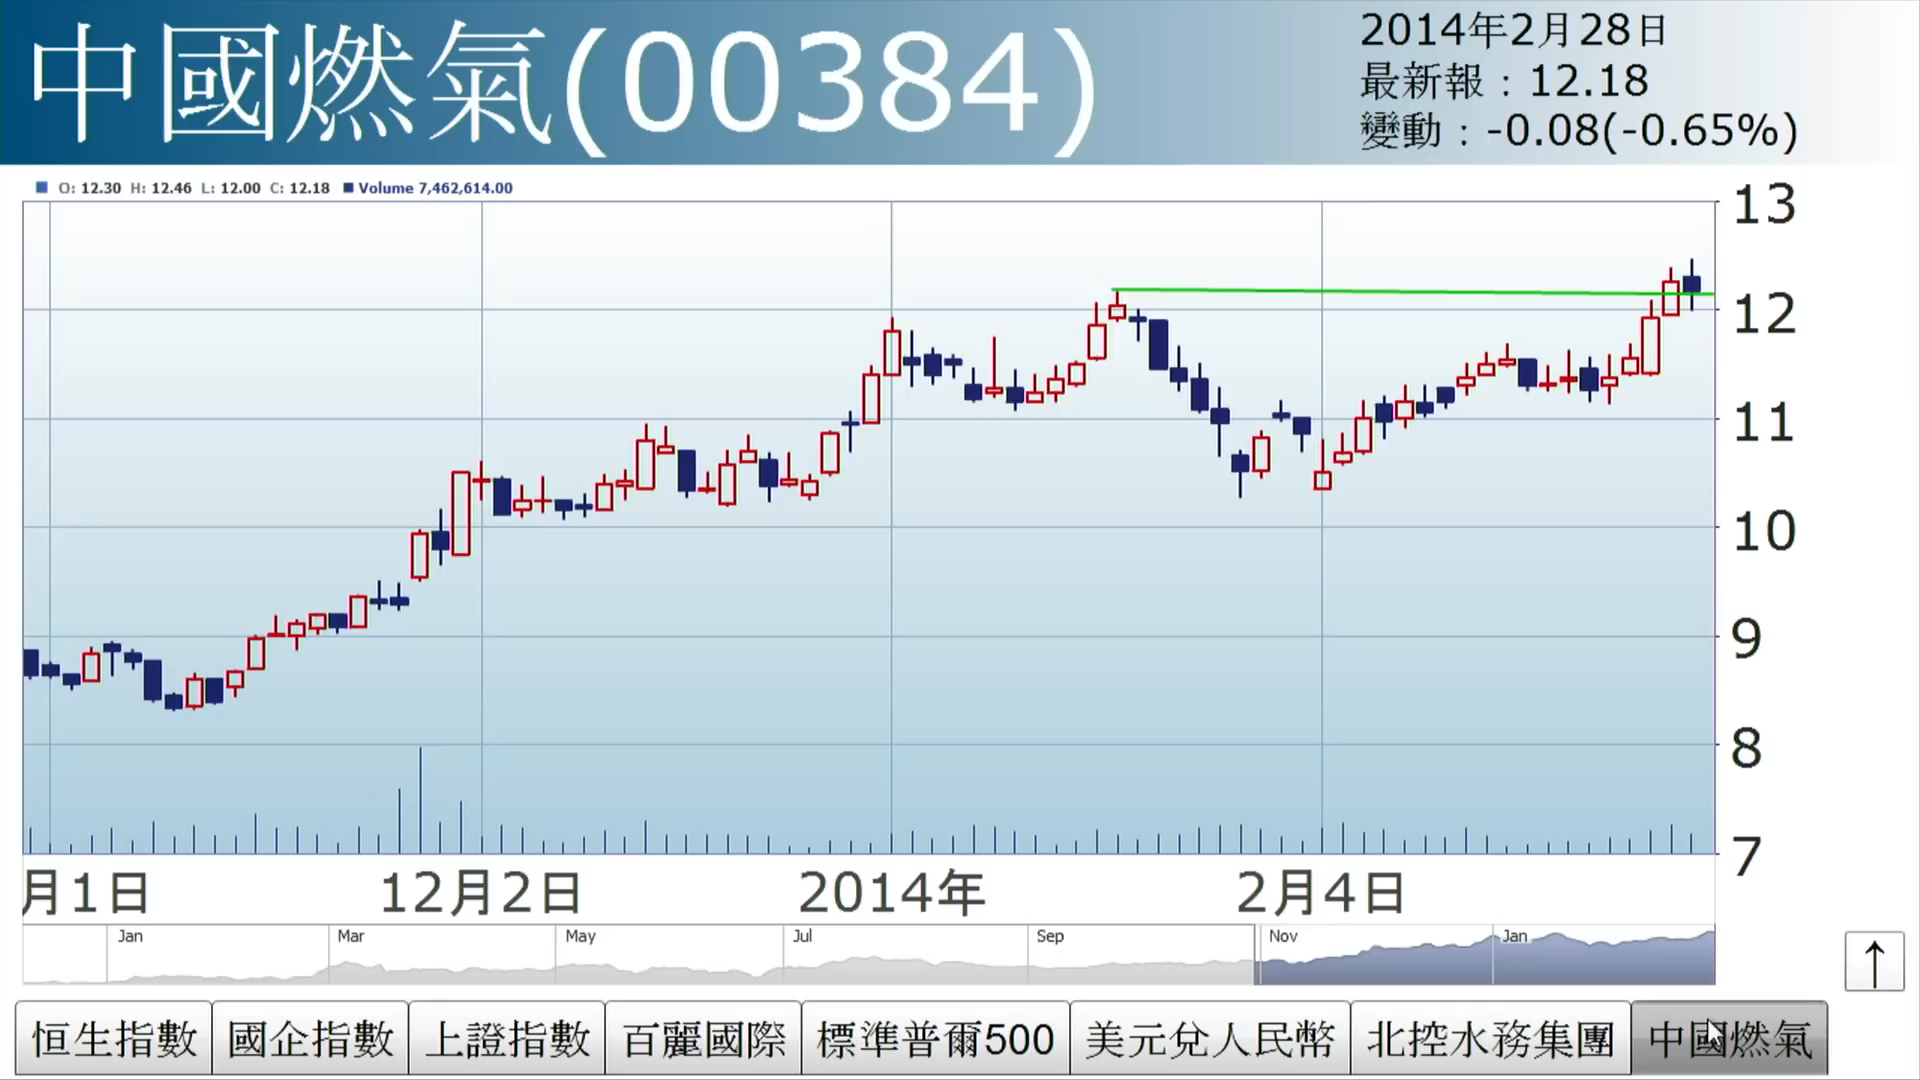 中國燃氣(00384)
2014年2月28日
最新報：12.18
變動：-0.08(-0.65%)
O: 12.30 H: 12.46 L: 12.00 C: 12.18 Volume 7,462,614.00
13
12
11
10
9
8
7
月1日 12月2日 2014年 2月4日
Jan Mar May Jul Sep Nov Jan
↑
恒生指數 國企指數 上證指數 百麗國際 標準普爾500 美元兌人民幣 北控水務集團 中國燃氣